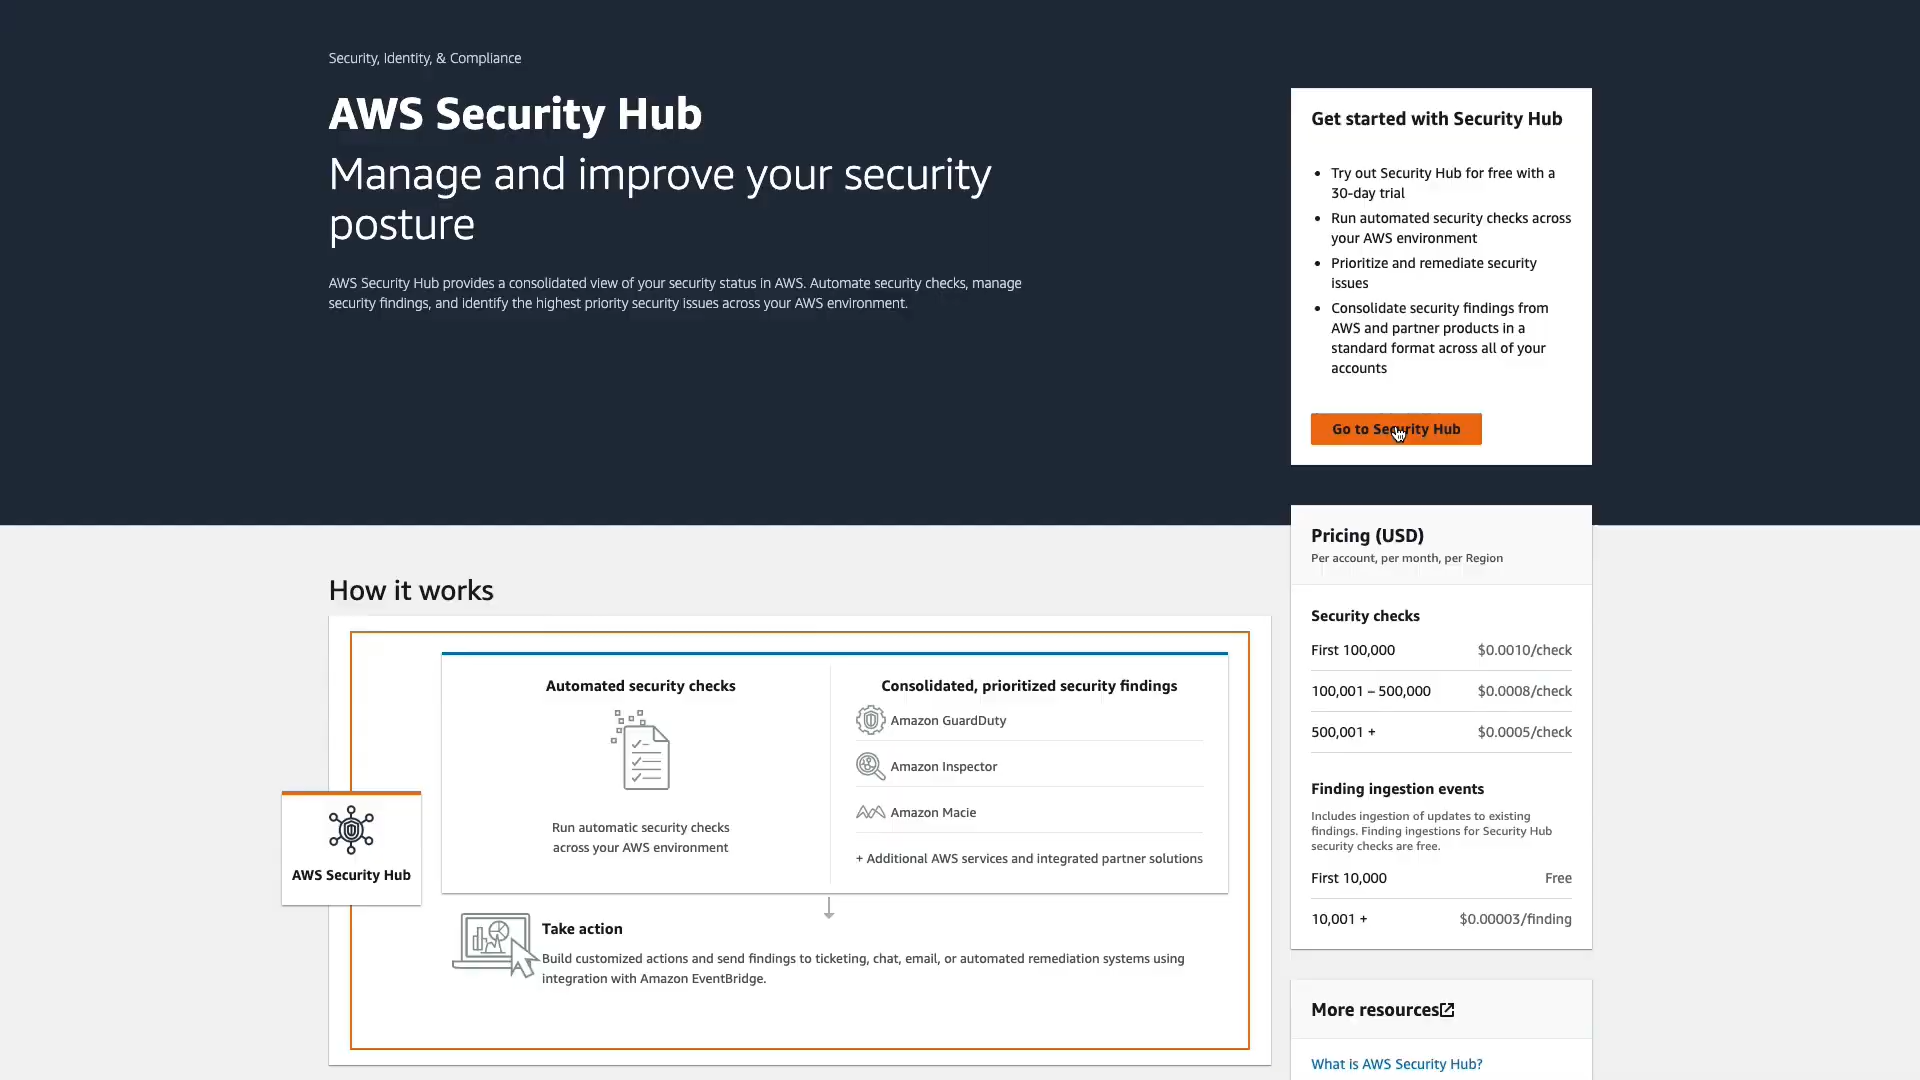 Security, Identity, & Compliance
AWS Security Hub
Manage and improve your security
posture
AWS Security Hub provides a consolidated view of your security status in AWS. Automate security checks, manage
security findings, and identify the highest priority security issues across your AWS environment.
Get started with Security Hub
Try out Security Hub for free with a
30-day trial
Run automated security checks across
your AWS environment
Prioritize and remediate security
issues
Consolidate security findings from
AWS and partner products in a
standard format across all of your
accounts
Go to Security Hub
How it works
AWS Security Hub
Automated security checks
Run automatic security checks
across your AWS environment
Consolidated, prioritized security findings
Amazon GuardDuty
Amazon Inspector
Amazon Macie
+ Additional AWS services and integrated partner solutions
Take action
Build customized actions and send findings to ticketing, chat, email, or automated remediation systems using
integration with Amazon EventBridge.
Pricing (USD)
Per account, per month, per Region
Security checks
First 100,000 $0.0010/check
100,001 – 500,000 $0.0008/check
500,001 + $0.0005/check
Finding ingestion events
Includes ingestion of updates to existing
findings. Finding ingestions for Security Hub
security checks are free.
First 10,000 Free
10,001 + $0.00003/finding
More resources
What is AWS Security Hub?